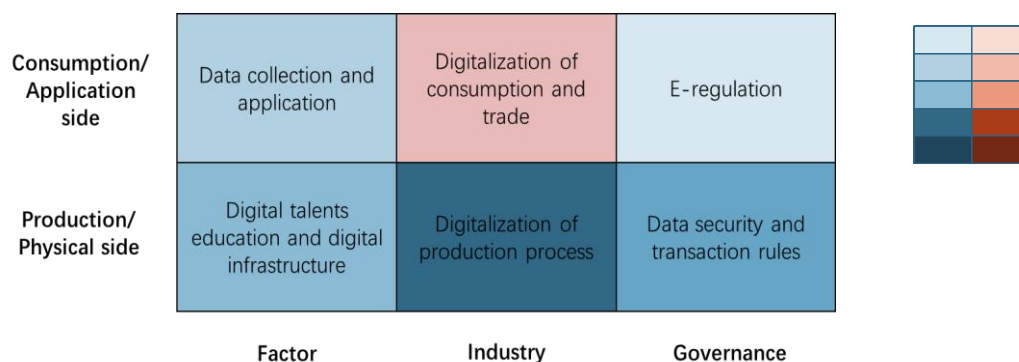 Consumption/
Application
side
Data collection and
application
Digitalization of
consumption and
trade
E-regulation
Production/
Physical side
Digital talents
education and digital
infrastructure
Digitalization of
production process
Data security and
transaction rules
Factor
Industry
Governance